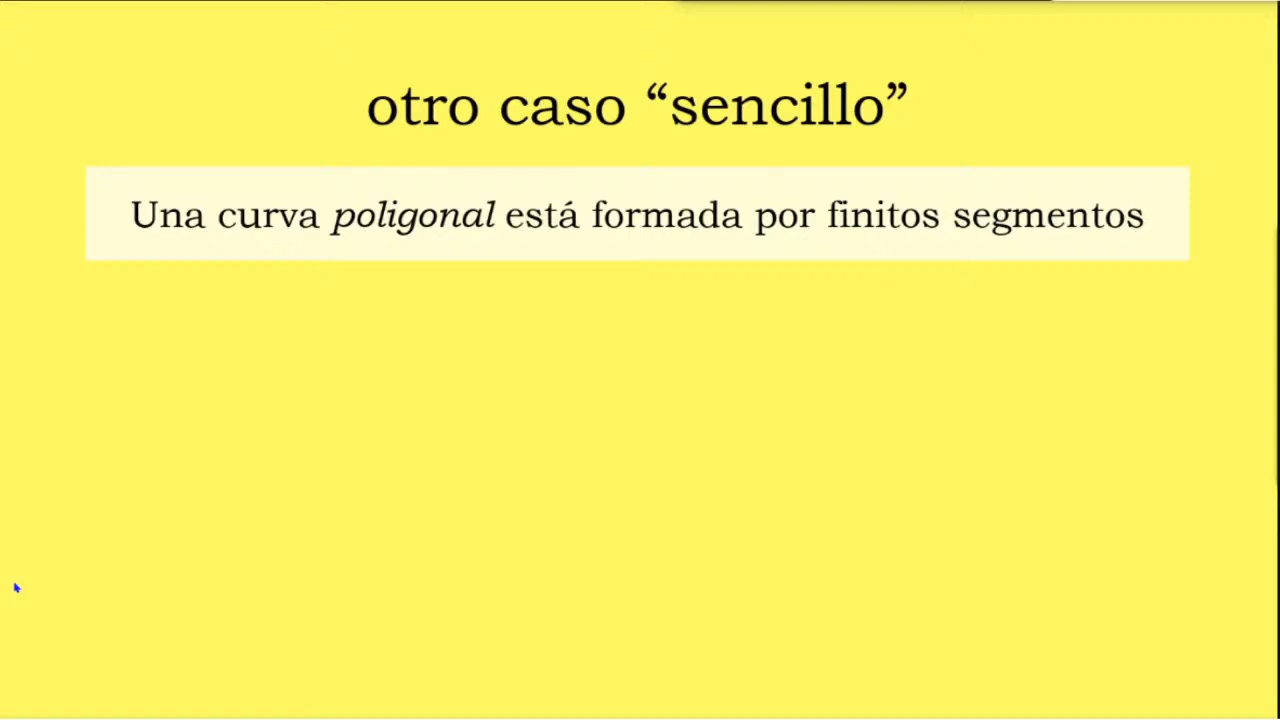 otro caso “sencillo”
Una curva poligonal está formada por finitos segmentos